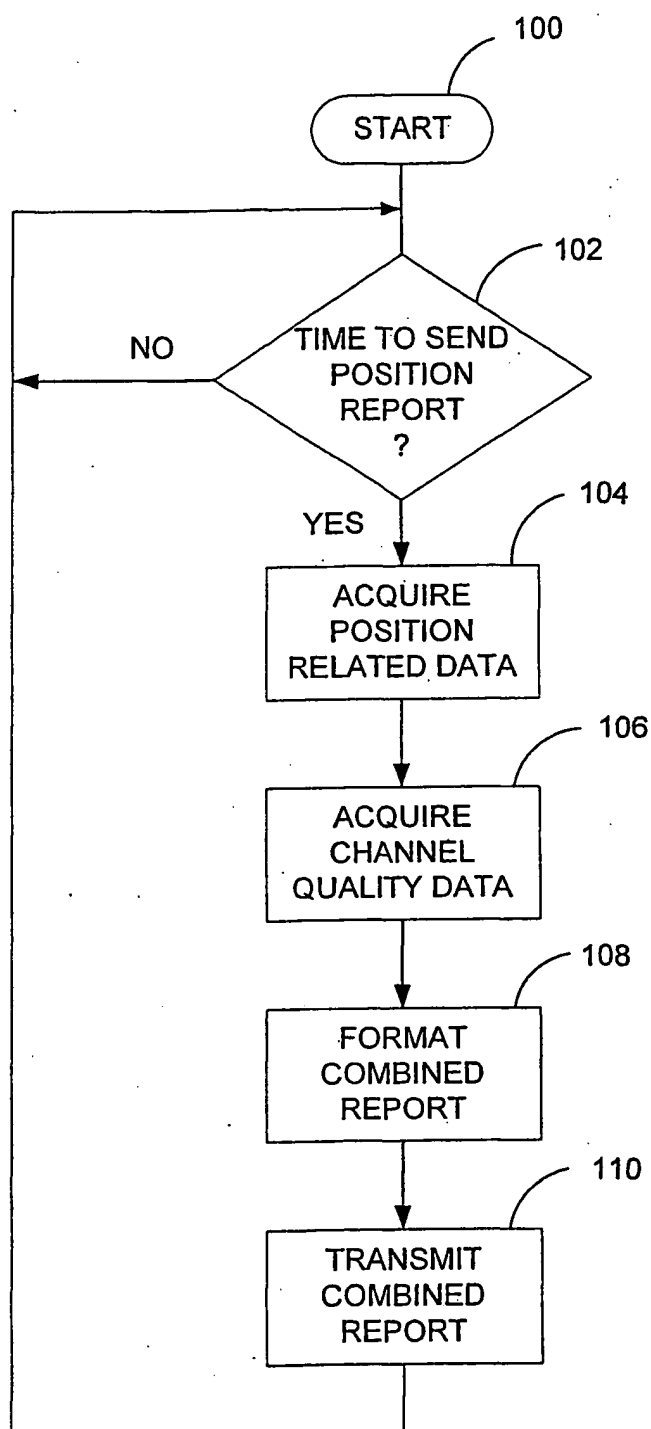 100
START
102
TIME TO SEND
POSITION
REPORT
?
NO
YES
104
ACQUIRE
POSITION
RELATED DATA
106
ACQUIRE
CHANNEL
QUALITY DATA
108
FORMAT
COMBINED
REPORT
110
TRANSMIT
COMBINED
REPORT